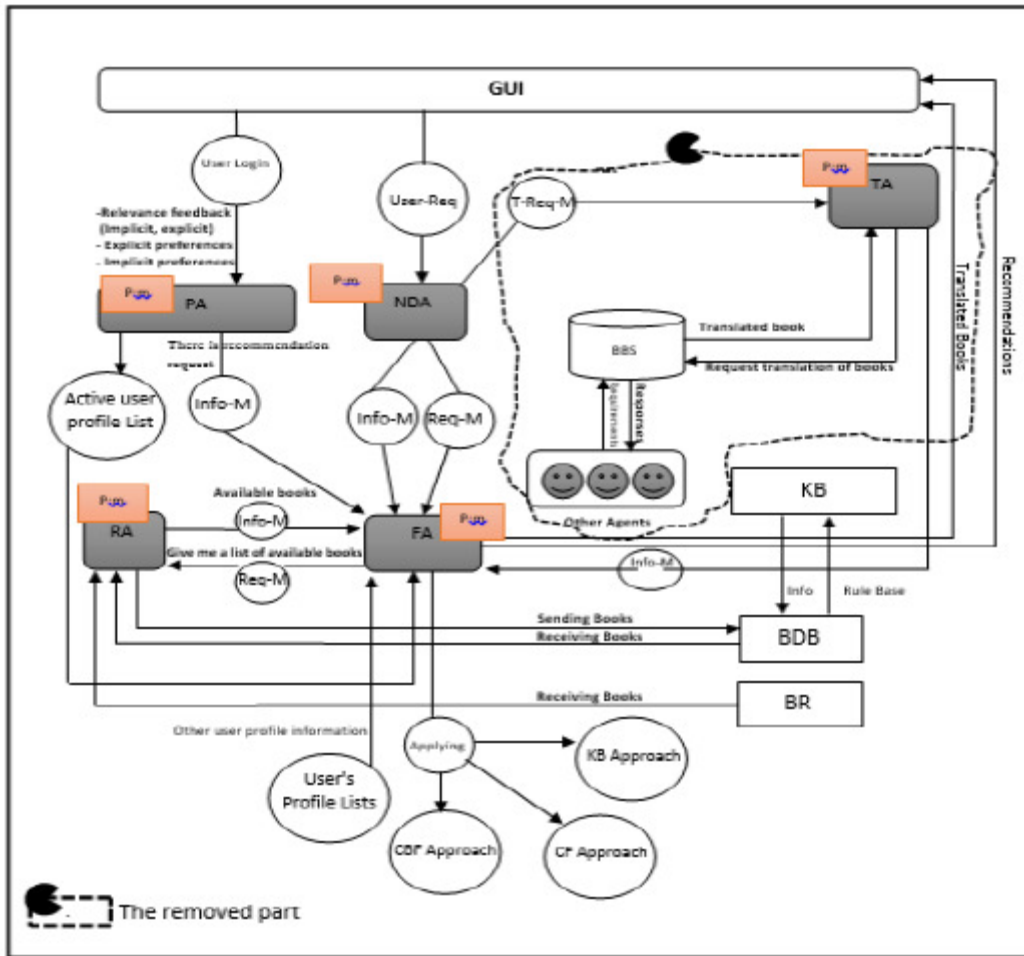 GUI
User Login
User-Req
T-Req-M
TA
-Relevance feedback
(Implicit, explicit)
- Explicit preferences
- Implicit preferences
PA
NDA
There is recommendation
request
Translated book
BBS
Request translation of books
Translated Books
Recommendations
Active user
profile List
Info-M
Info-M
Req-M
Requirements
Responses
Other Agents
KB
Available books
Info-M
RA
FA
Give me a list of available books
Req-M
Info-M
Info
Rule Base
Sending Books
Receiving Books
BDB
Receiving Books
BR
Other user profile information
Applying
KB Approach
User's
Profile Lists
CBF Approach
CF Approach
The removed part